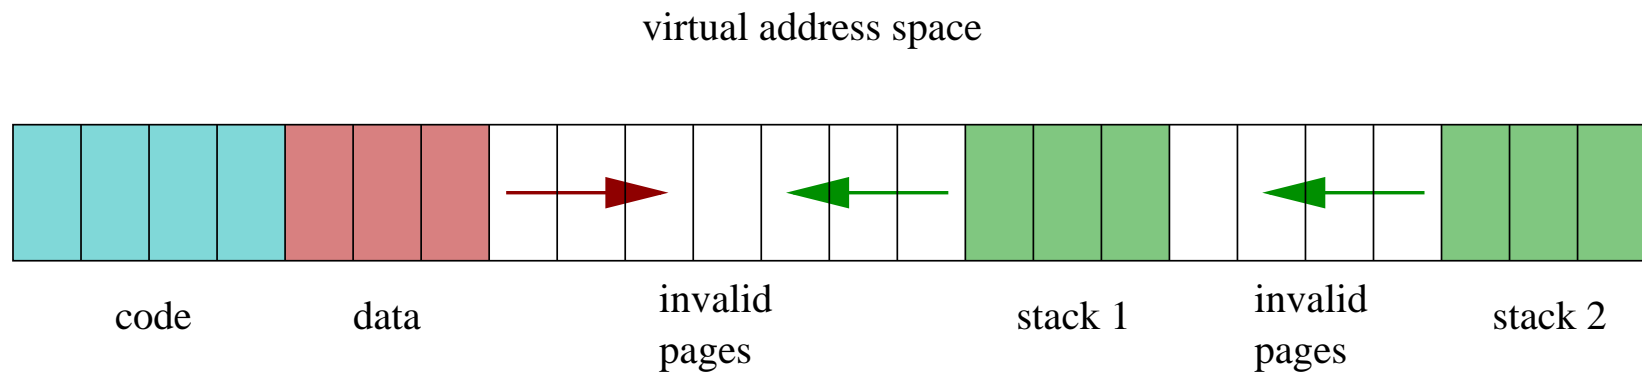 virtual address space
code
data
invalid
pages
stack 1
invalid
pages
stack 2